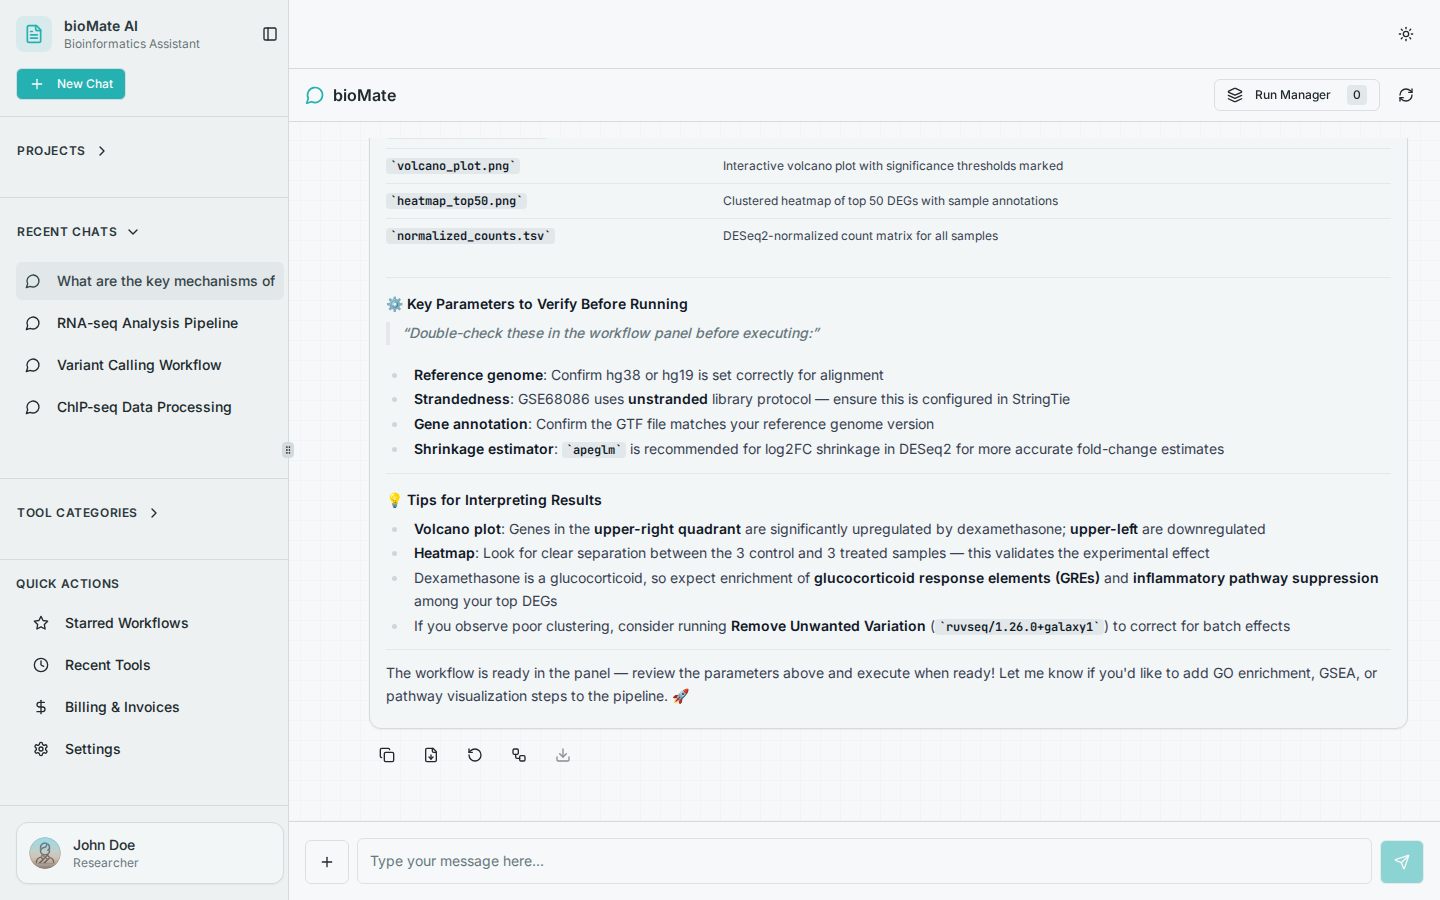 bioMate AI
Bioinformatics Assistant
New Chat
PROJECTS
RECENT CHATS
What are the key mechanisms of
RNA-seq Analysis Pipeline
Variant Calling Workflow
ChIP-seq Data Processing
TOOL CATEGORIES
QUICK ACTIONS
Starred Workflows
Recent Tools
Billing & Invoices
Settings
John Doe
Researcher
bioMate
Run Manager 0
`volcano_plot.png` Interactive volcano plot with significance thresholds marked
`heatmap_top50.png` Clustered heatmap of top 50 DEGs with sample annotations
`normalized_counts.tsv` DESeq2-normalized count matrix for all samples
⚙️ Key Parameters to Verify Before Running
“Double-check these in the workflow panel before executing:”
Reference genome: Confirm hg38 or hg19 is set correctly for alignment
Strandedness: GSE68086 uses unstranded library protocol — ensure this is configured in StringTie
Gene annotation: Confirm the GTF file matches your reference genome version
Shrinkage estimator: `apeglm` is recommended for log2FC shrinkage in DESeq2 for more accurate fold-change estimates
💡 Tips for Interpreting Results
Volcano plot: Genes in the upper-right quadrant are significantly upregulated by dexamethasone; upper-left are downregulated
Heatmap: Look for clear separation between the 3 control and 3 treated samples — this validates the experimental effect
Dexamethasone is a glucocorticoid, so expect enrichment of glucocorticoid response elements (GREs) and inflammatory pathway suppression
among your top DEGs
If you observe poor clustering, consider running Remove Unwanted Variation (`ruvseq/1.26.0+galaxy1`) to correct for batch effects
The workflow is ready in the panel — review the parameters above and execute when ready! Let me know if you'd like to add GO enrichment, GSEA, or
pathway visualization steps to the pipeline. 🚀
Type your message here...